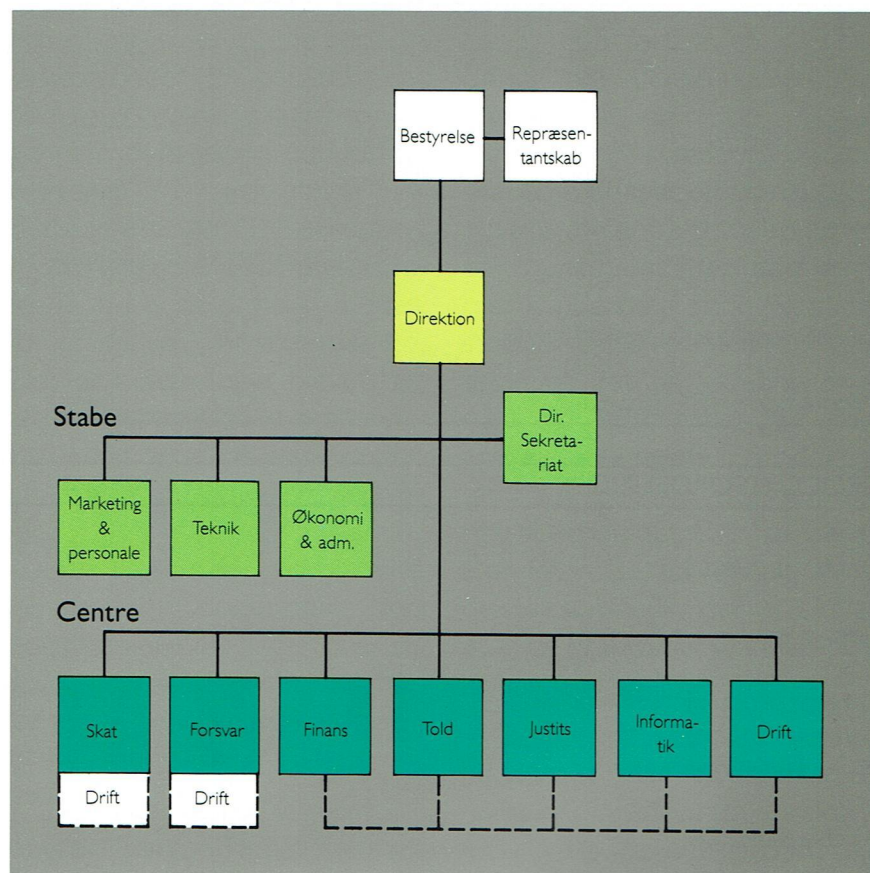 Bestyrelse
Repræsen-
tantskab
Direktion
Stabe
Dir.
Sekreta-
riat
Marketing
&
personale
Teknik
Økonomi
& adm.
Centre
Skat
Forsvar
Finans
Told
Justits
Informa-
tik
Drift
Drift
Drift